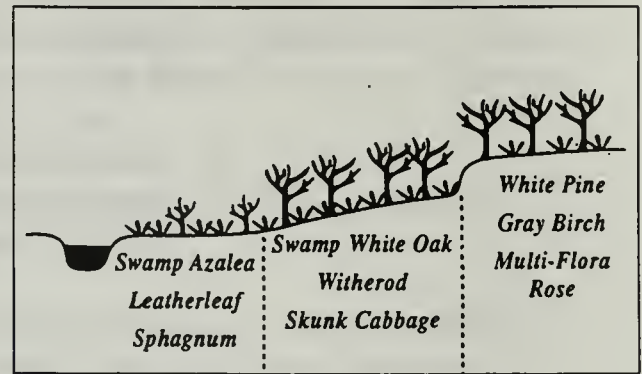 Swamp Azalea
Leatherleaf
Sphagnum
Swamp White Oak
Witherod
Skunk Cabbage
White Pine
Gray Birch
Multi-Flora
Rose